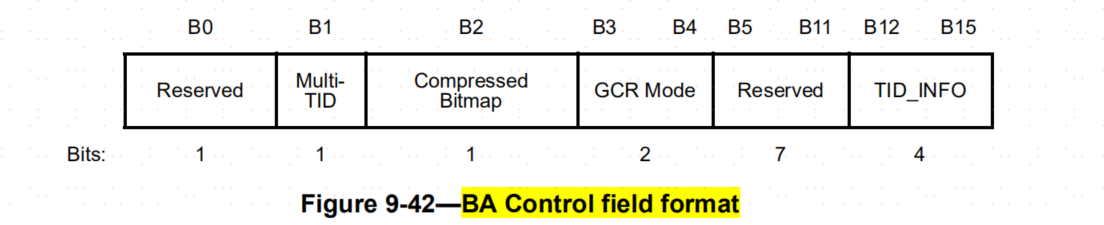 B0 B1 B2 B3 B4 B5 B11 B12 B15
Reserved Multi-TID Compressed Bitmap GCR Mode Reserved TID_INFO
Bits: 1 1 1 2 7 4
Figure 9-42—BA Control field format